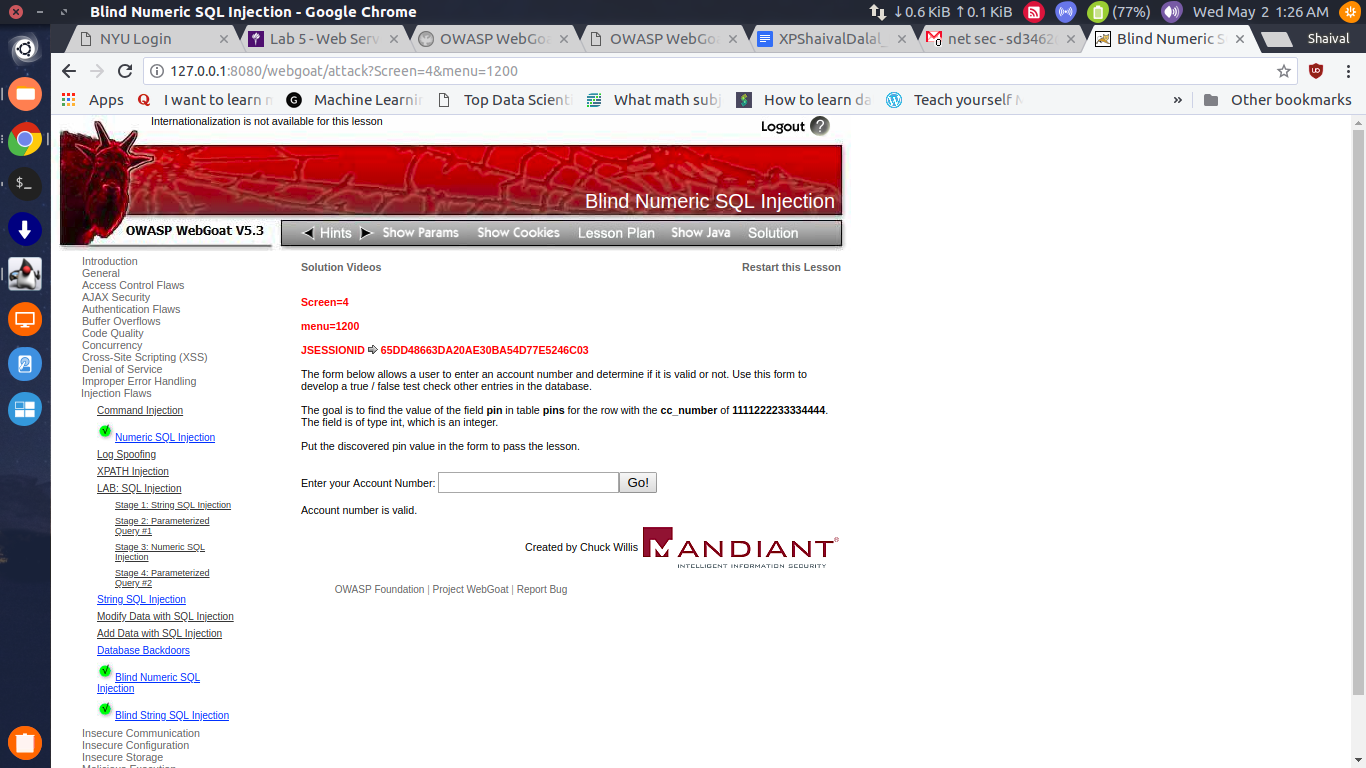 Blind Numeric SQL Injection - Google Chrome
↓0.6 KiB ↑0.1 KiB (77%) Wed May 2 1:26 AM
NYU Login
Lab 5 - Web Serv
OWASP WebGoa
OWASP WebGoa
XPShaivalDalal_
net sec - sd3462
Blind Numeric S
Shaival
127.0.0.1:8080/webgoat/attack?Screen=4&menu=1200
Apps
I want to learn
Machine Learni
Top Data Scient
What math subj
How to learn da
Teach yourself
» Other bookmarks
Internationalization is not available for this lesson
Logout ?
Blind Numeric SQL Injection
OWASP WebGoat V5.3
Hints
Show Params
Show Cookies
Lesson Plan
Show Java
Solution
Introduction
General
Access Control Flaws
AJAX Security
Authentication Flaws
Buffer Overflows
Code Quality
Concurrency
Cross-Site Scripting (XSS)
Denial of Service
Improper Error Handling
Injection Flaws
Command Injection
Numeric SQL Injection
Log Spoofing
XPATH Injection
LAB: SQL Injection
Stage 1: String SQL Injection
Stage 2: Parameterized
Query #1
Stage 3: Numeric SQL
Injection
Stage 4: Parameterized
Query #2
String SQL Injection
Modify Data with SQL Injection
Add Data with SQL Injection
Database Backdoors
Blind Numeric SQL
Injection
Blind String SQL Injection
Insecure Communication
Insecure Configuration
Insecure Storage
Malicious Execution
Solution Videos
Restart this Lesson
Screen=4
menu=1200
JSESSIONID ⇨ 65DD48663DA20AE30BA54D77E5246C03
The form below allows a user to enter an account number and determine if it is valid or not. Use this form to
develop a true / false test check other entries in the database.
The goal is to find the value of the field pin in table pins for the row with the cc_number of 1111222233334444.
The field is of type int, which is an integer.
Put the discovered pin value in the form to pass the lesson.
Enter your Account Number: Go!
Account number is valid.
Created by Chuck Willis
MANDIANT®
INTELLIGENT INFORMATION SECURITY
OWASP Foundation | Project WebGoat | Report Bug